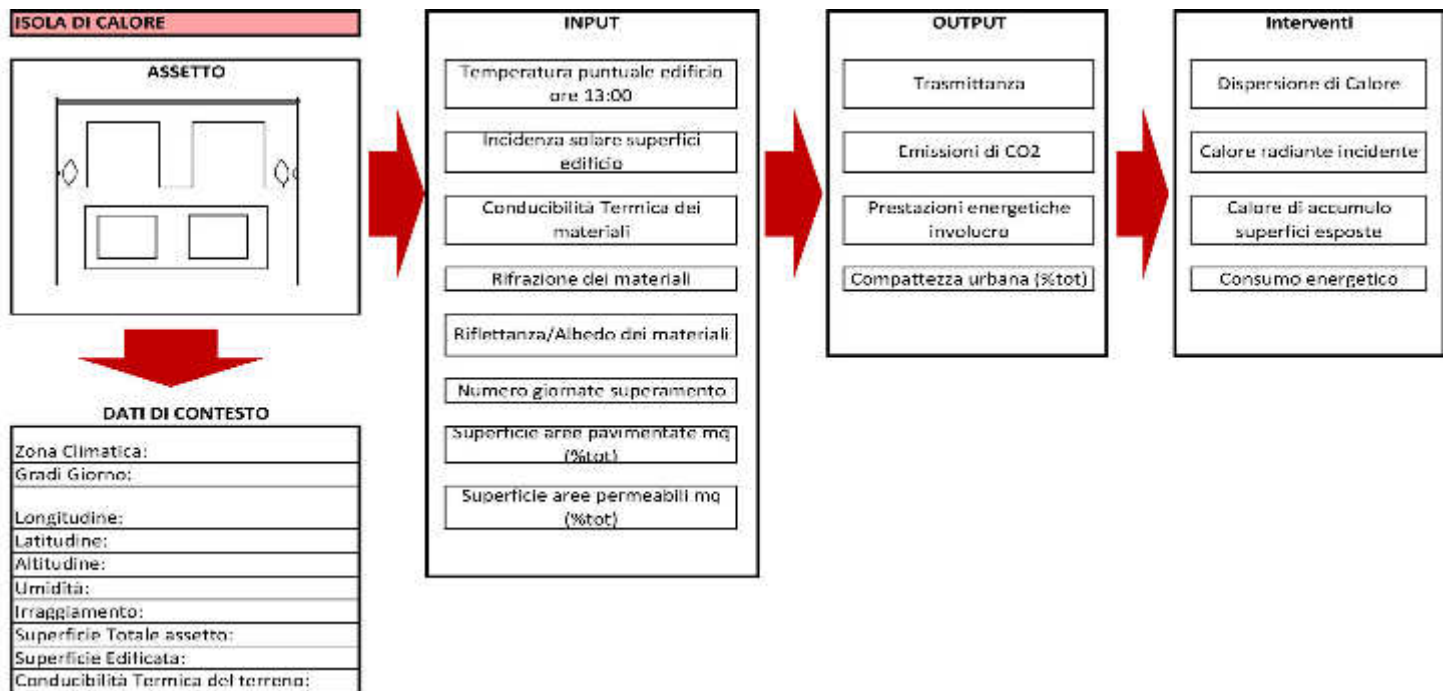 ISOLA DI CALORE
ASSETTO
DATI DI CONTESTO
Zona Climatica:
Gradi Giorno:
Longitudine:
Latitudine:
Altitudine:
Umidità:
Irraggiamento:
Superficie Totale assetto:
Superficie Edificata:
Conducibilità Termica del terreno:
INPUT
Temperatura puntuale edificio
ore 13:00
Incidenza solare superfici
edificio
Conducibilità Termica dei
materiali
Rifrazione dei materiali
Riflettanza/Albedo dei materiali
Numero giornate superamento
Superficie aree pavimentate mq
(%tot)
Superficie aree permeabili mq
(%tot)
OUTPUT
Trasmittanza
Emissioni di CO2
Prestazioni energetiche
involucro
Compattezza urbana (%tot)
Interventi
Dispersione di Calore
Calore radiante incidente
Calore di accumulo
superfici esposte
Consumo energetico